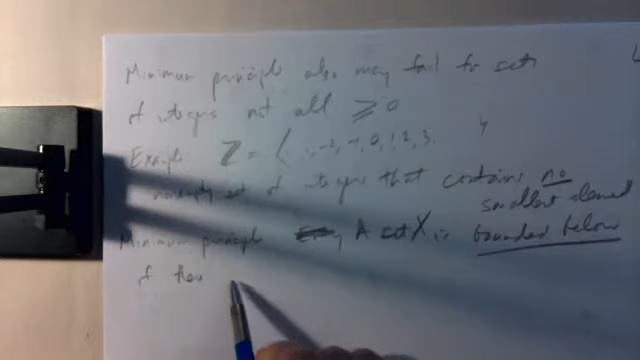 Minimum principle also may fail for sets
of integers not all ⩾ 0
Example: ℤ = { .., -2, -1, 0, 1, 2, 3.. }
nonempty set of integers that contains no
smallest element
Minimum principle A set X is bounded below
if there